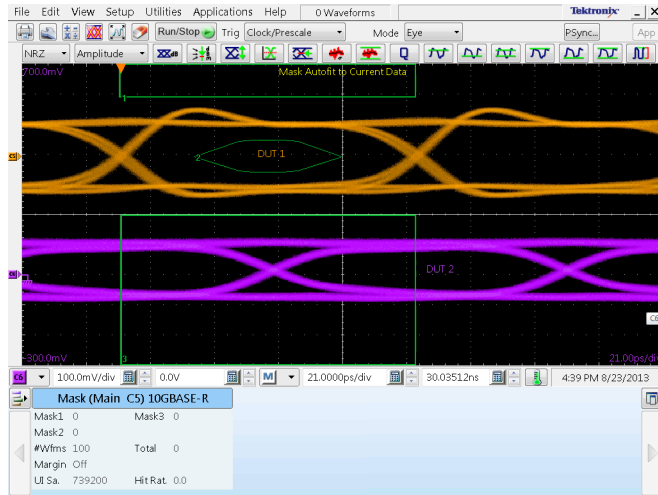 File Edit View Setup Utilities Applications Help 0 Waveforms Tektronix
Run/Stop Trig Clock/Prescale Mode Eye PSync... App
NRZ Amplitude
700.0mV Mask Autofit to Current Data
1
C5 2 DUT 1
C6 DUT 2
C6
-300.0mV 3 21.00ps/div
C6 100.0mV/div 0.0V M 21.0000ps/div 30.03512ns 4:39 PM 8/23/2013
Mask (Main C5) 10GBASE-R
Mask1 0 Mask3 0
Mask2 0
#Wfms 100 Total 0
Margin Off
UI Sa. 739200 Hit Rat. 0.0